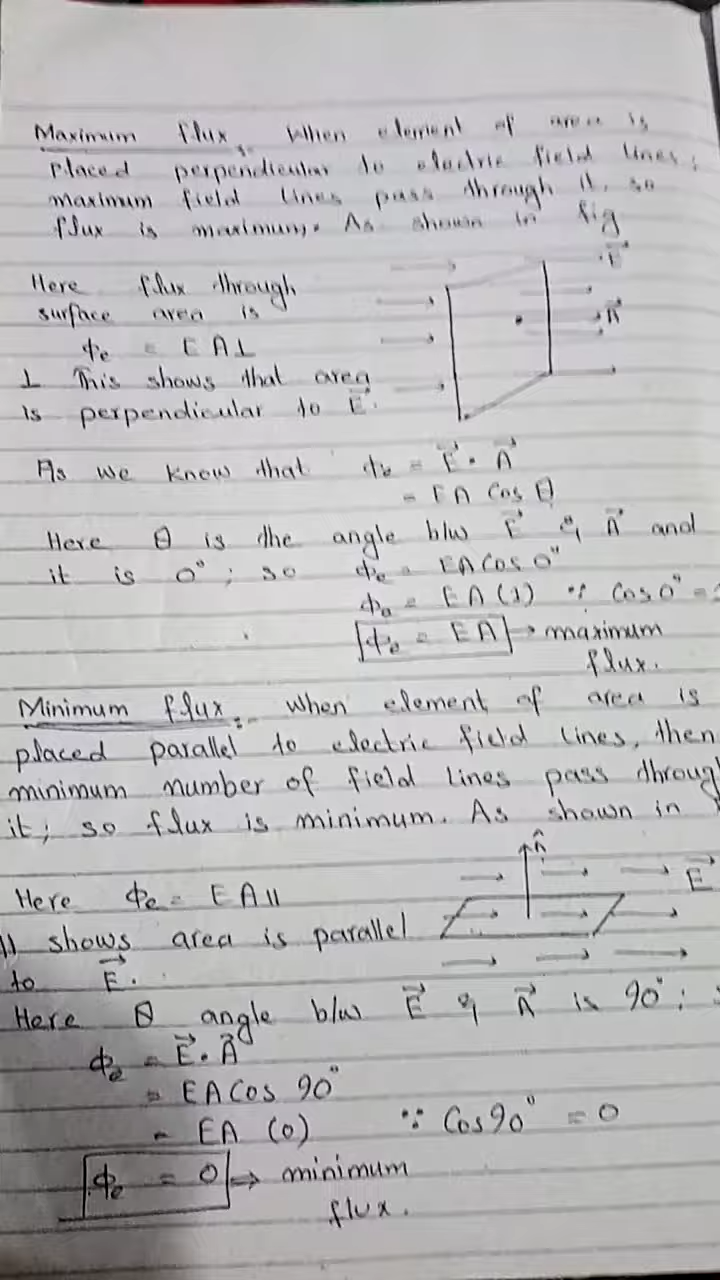 Maximum flux:- When element of area is
placed perpendicular to electric field lines;
maximum field lines pass through it, so
flux is maximum. As shown in fig
E⃗
Here flux through
surface area is
A⃗
ϕe = EA⊥
⊥ This shows that area
is perpendicular to E⃗.
As we know that ϕe = E⃗ . A⃗
= EA Cos θ
Here θ is the angle b/w E⃗ & A⃗ and
it is 0°; so ϕe = EA Cos 0°
ϕe = EA (1) ∵ Cos 0° =
ϕe = EA → maximum
flux.
Minimum flux:- When element of area is
placed parallel to electric field lines, then
minimum number of field lines pass throug
it; so flux is minimum. As shown in
n̂
E⃗
Here ϕe = EA||
|| shows area is parallel
to E⃗.
Here θ angle b/w E⃗ & A⃗ is 90°;
ϕe = E⃗ . A⃗
= EA Cos 90°
= EA (0) ∵ Cos 90° = 0
ϕe = 0 → minimum
flux.